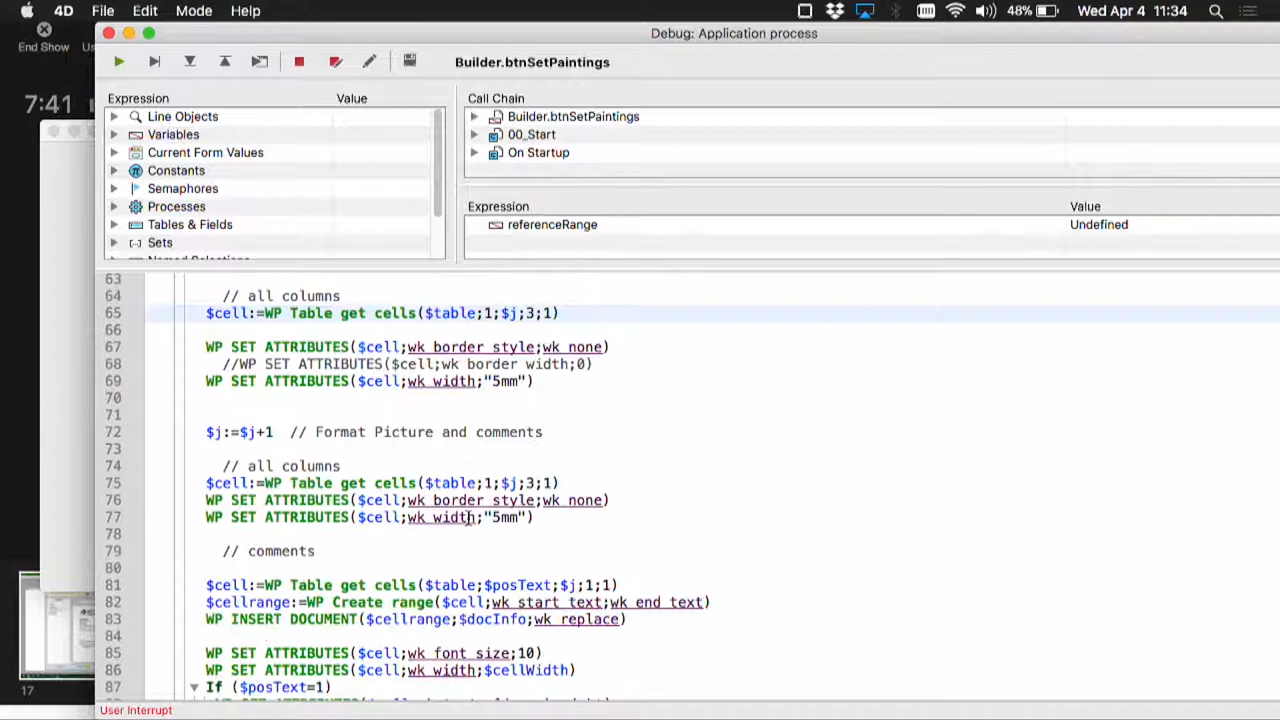 4D File Edit Mode Help 48% Wed Apr 4 11:34
End Show
Debug: Application process
Builder.btnSetPaintings
7:41
Expression Value
Line Objects
Variables
Current Form Values
Constants
Semaphores
Processes
Tables & Fields
Sets
Call Chain
Builder.btnSetPaintings
00_Start
On Startup
Expression Value
referenceRange Undefined
63
64 // all columns
65 $cell:=WP Table get cells($table;1;$j;3;1)
66
67 WP SET ATTRIBUTES($cell;wk border style;wk none)
68 //WP SET ATTRIBUTES($cell;wk border width;0)
69 WP SET ATTRIBUTES($cell;wk width;"5mm")
70
71
72 $j:=$j+1 // Format Picture and comments
73
74 // all columns
75 $cell:=WP Table get cells($table;1;$j;3;1)
76 WP SET ATTRIBUTES($cell;wk border style;wk none)
77 WP SET ATTRIBUTES($cell;wk width;"5mm")
78
79 // comments
80
81 $cell:=WP Table get cells($table;$posText;$j;1;1)
82 $cellrange:=WP Create range($cell;wk start text;wk end text)
83 WP INSERT DOCUMENT($cellrange;$docInfo;wk replace)
84
85 WP SET ATTRIBUTES($cell;wk font size;10)
86 WP SET ATTRIBUTES($cell;wk width;$cellWidth)
87 If ($posText=1)
17
User Interrupt